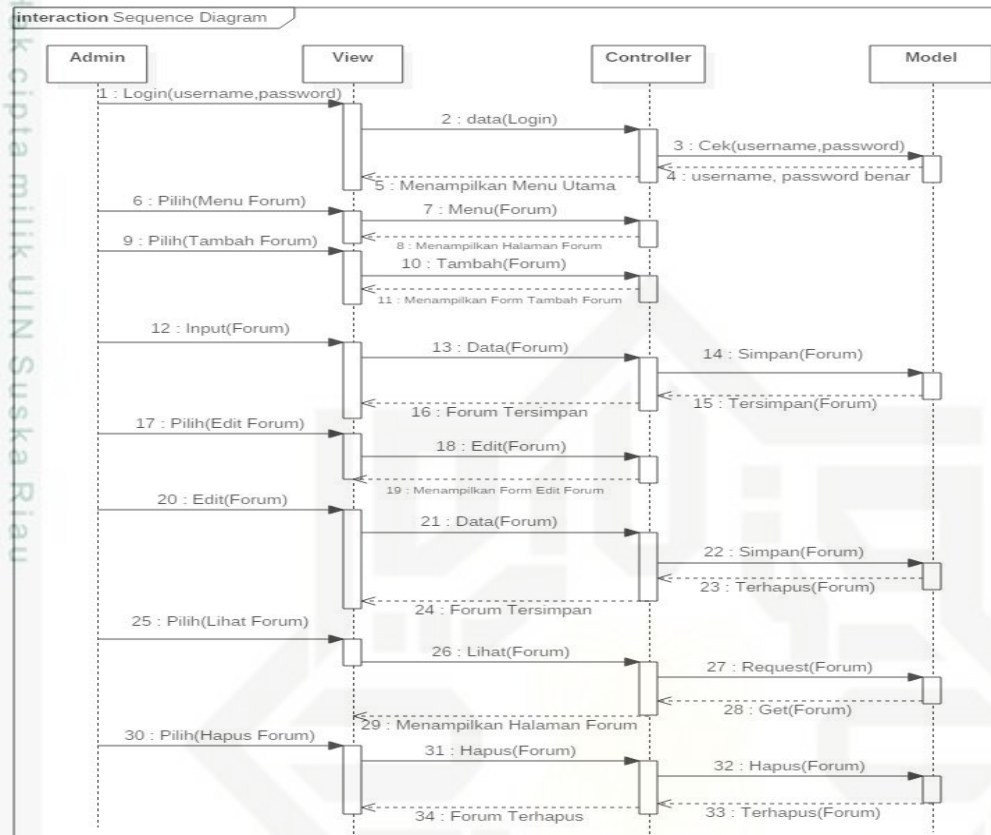 interaction Sequence Diagram
Admin
View
Controller
Model
1 : Login(username,password)
2 : data(Login)
3 : Cek(username,password)
4 : username, password benar
5 : Menampilkan Menu Utama
6 : Pilih(Menu Forum)
7 : Menu(Forum)
8 : Menampilkan Halaman Forum
9 : Pilih(Tambah Forum)
10 : Tambah(Forum)
11 : Menampilkan Form Tambah Forum
12 : Input(Forum)
13 : Data(Forum)
14 : Simpan(Forum)
15 : Tersimpan(Forum)
16 : Forum Tersimpan
17 : Pilih(Edit Forum)
18 : Edit(Forum)
19 : Menampilkan Form Edit Forum
20 : Edit(Forum)
21 : Data(Forum)
22 : Simpan(Forum)
23 : Terhapus(Forum)
24 : Forum Tersimpan
25 : Pilih(Lihat Forum)
26 : Lihat(Forum)
27 : Request(Forum)
28 : Get(Forum)
29 : Menampilkan Halaman Forum
30 : Pilih(Hapus Forum)
31 : Hapus(Forum)
32 : Hapus(Forum)
33 : Terhapus(Forum)
34 : Forum Terhapus
cipta milik UIN Suska Riau